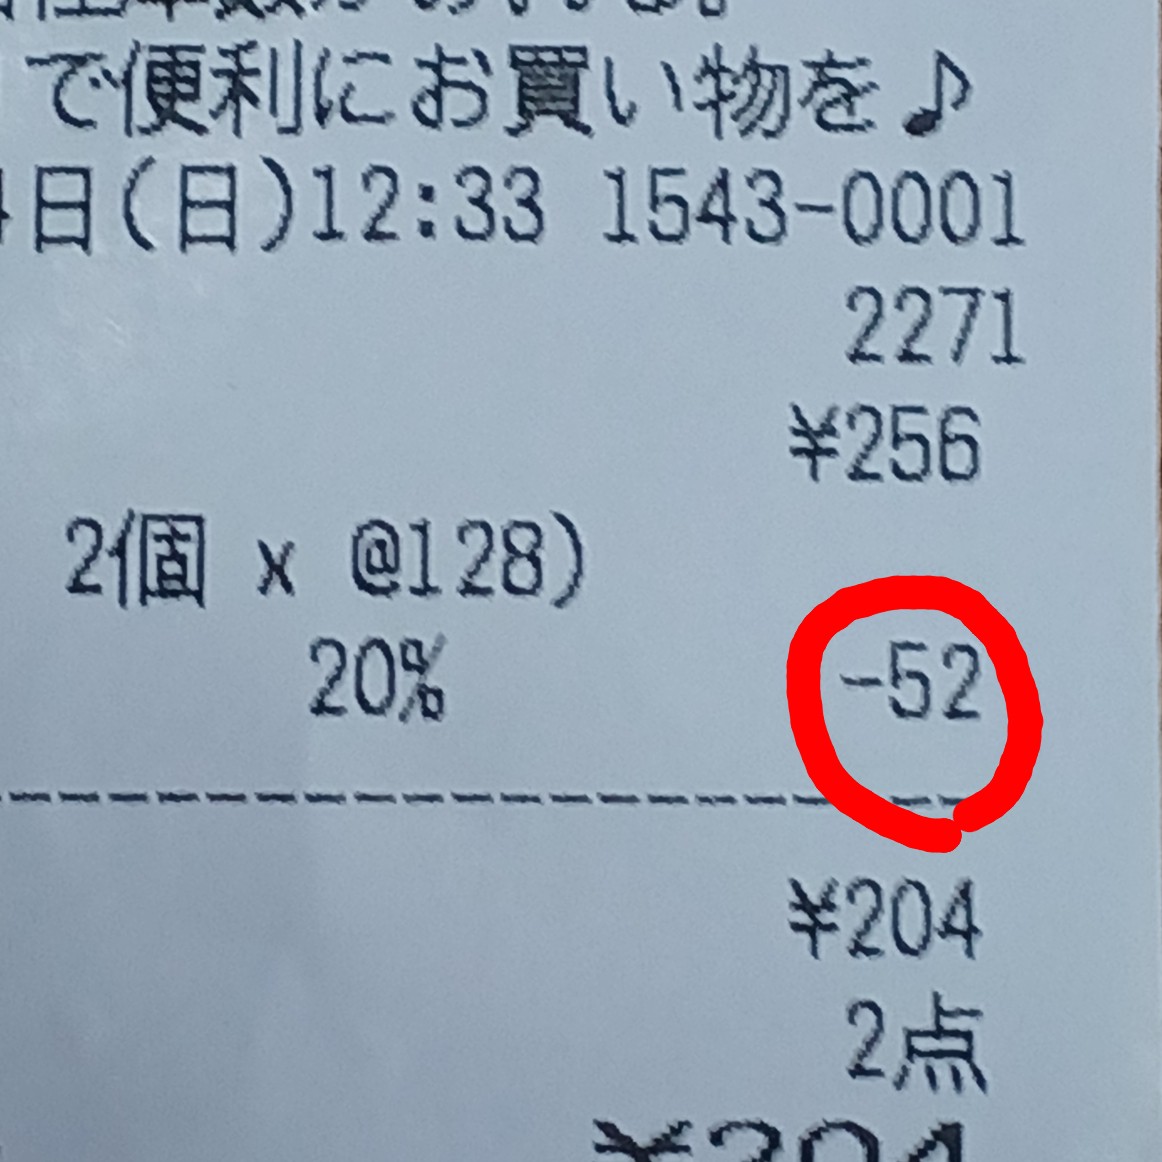 で便利にお買い物を♪
日(日)12:33 1543-0001
2271
¥256
2個 x @128)
20% -52
¥204
2点
¥204